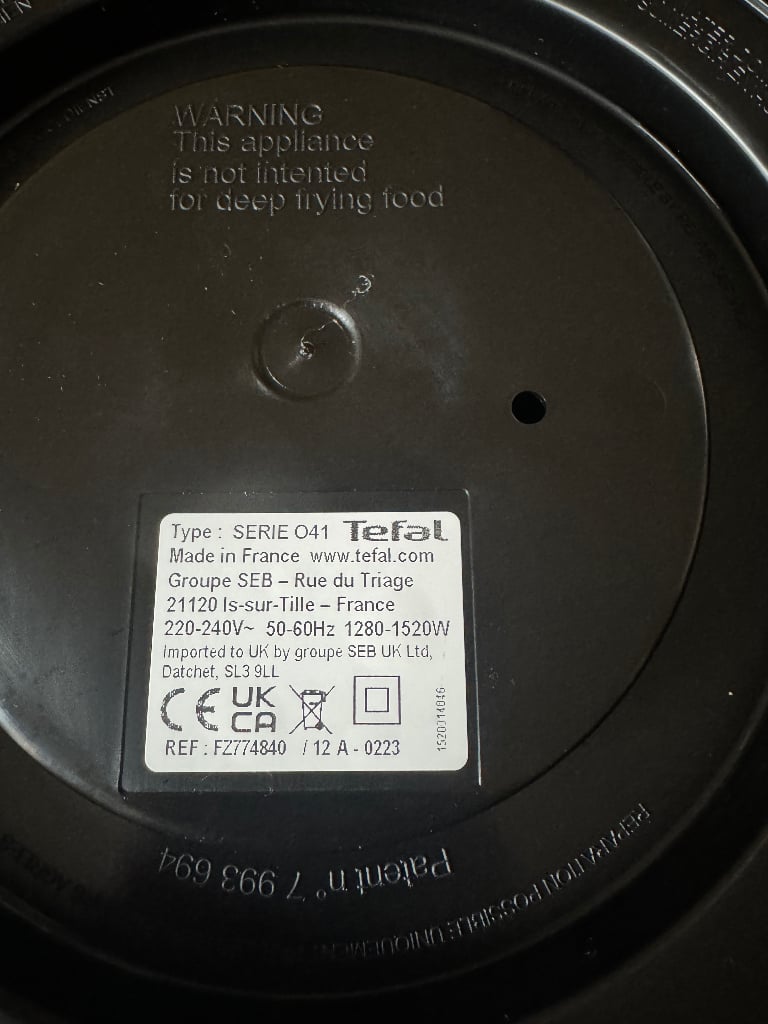 WARNING
This appliance
is not intented
for deep frying food
Type : SERIE O41 Tefal
Made in France www.tefal.com
Groupe SEB – Rue du Triage
21120 Is-sur-Tille – France
220-240V~ 50-60Hz 1280-1520W
Imported to UK by groupe SEB UK Ltd,
Datchet, SL3 9LL
CE UK
CA
REF : FZ774840 / 12 A - 0223
Patent n° 7 993 694
REPARATION POSSIBLE UNIQUEMENT